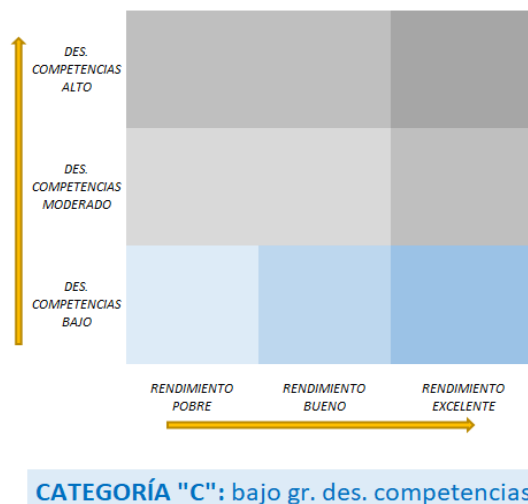 DES.
COMPETENCIAS
ALTO
DES.
COMPETENCIAS
MODERADO
DES.
COMPETENCIAS
BAJO
RENDIMIENTO
POBRE
RENDIMIENTO
BUENO
RENDIMIENTO
EXCELENTE
CATEGORÍA "C": bajo gr. des. competencias